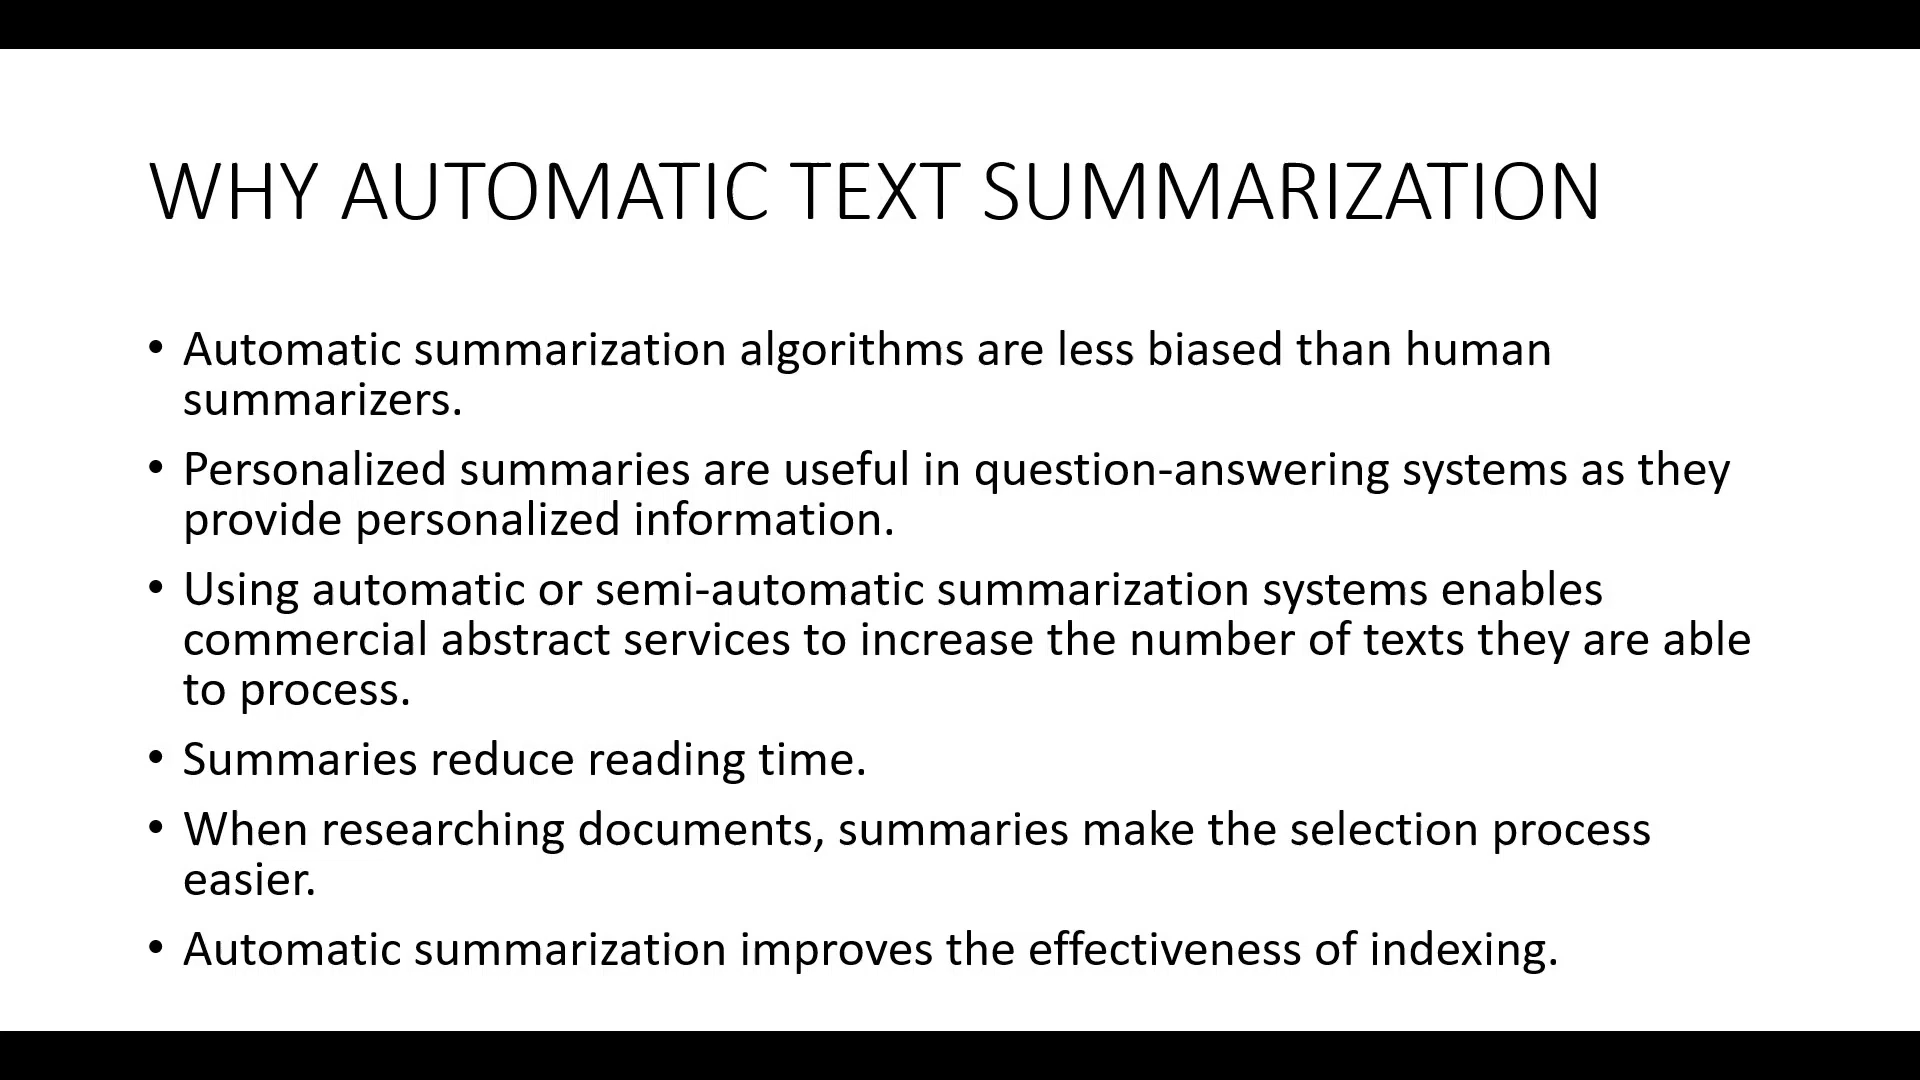 WHY AUTOMATIC TEXT SUMMARIZATION
• Automatic summarization algorithms are less biased than human
summarizers.
• Personalized summaries are useful in question-answering systems as they
provide personalized information.
• Using automatic or semi-automatic summarization systems enables
commercial abstract services to increase the number of texts they are able
to process.
• Summaries reduce reading time.
• When researching documents, summaries make the selection process
easier.
• Automatic summarization improves the effectiveness of indexing.